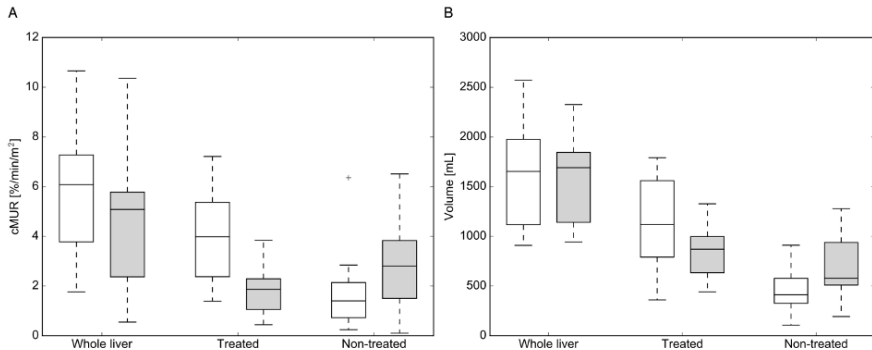 A
cMUR [%/min/m²]
12
10
8
6
4
2
0
Whole liver Treated Non-treated
B
Volume [mL]
3000
2500
2000
1500
1000
500
0
Whole liver Treated Non-treated